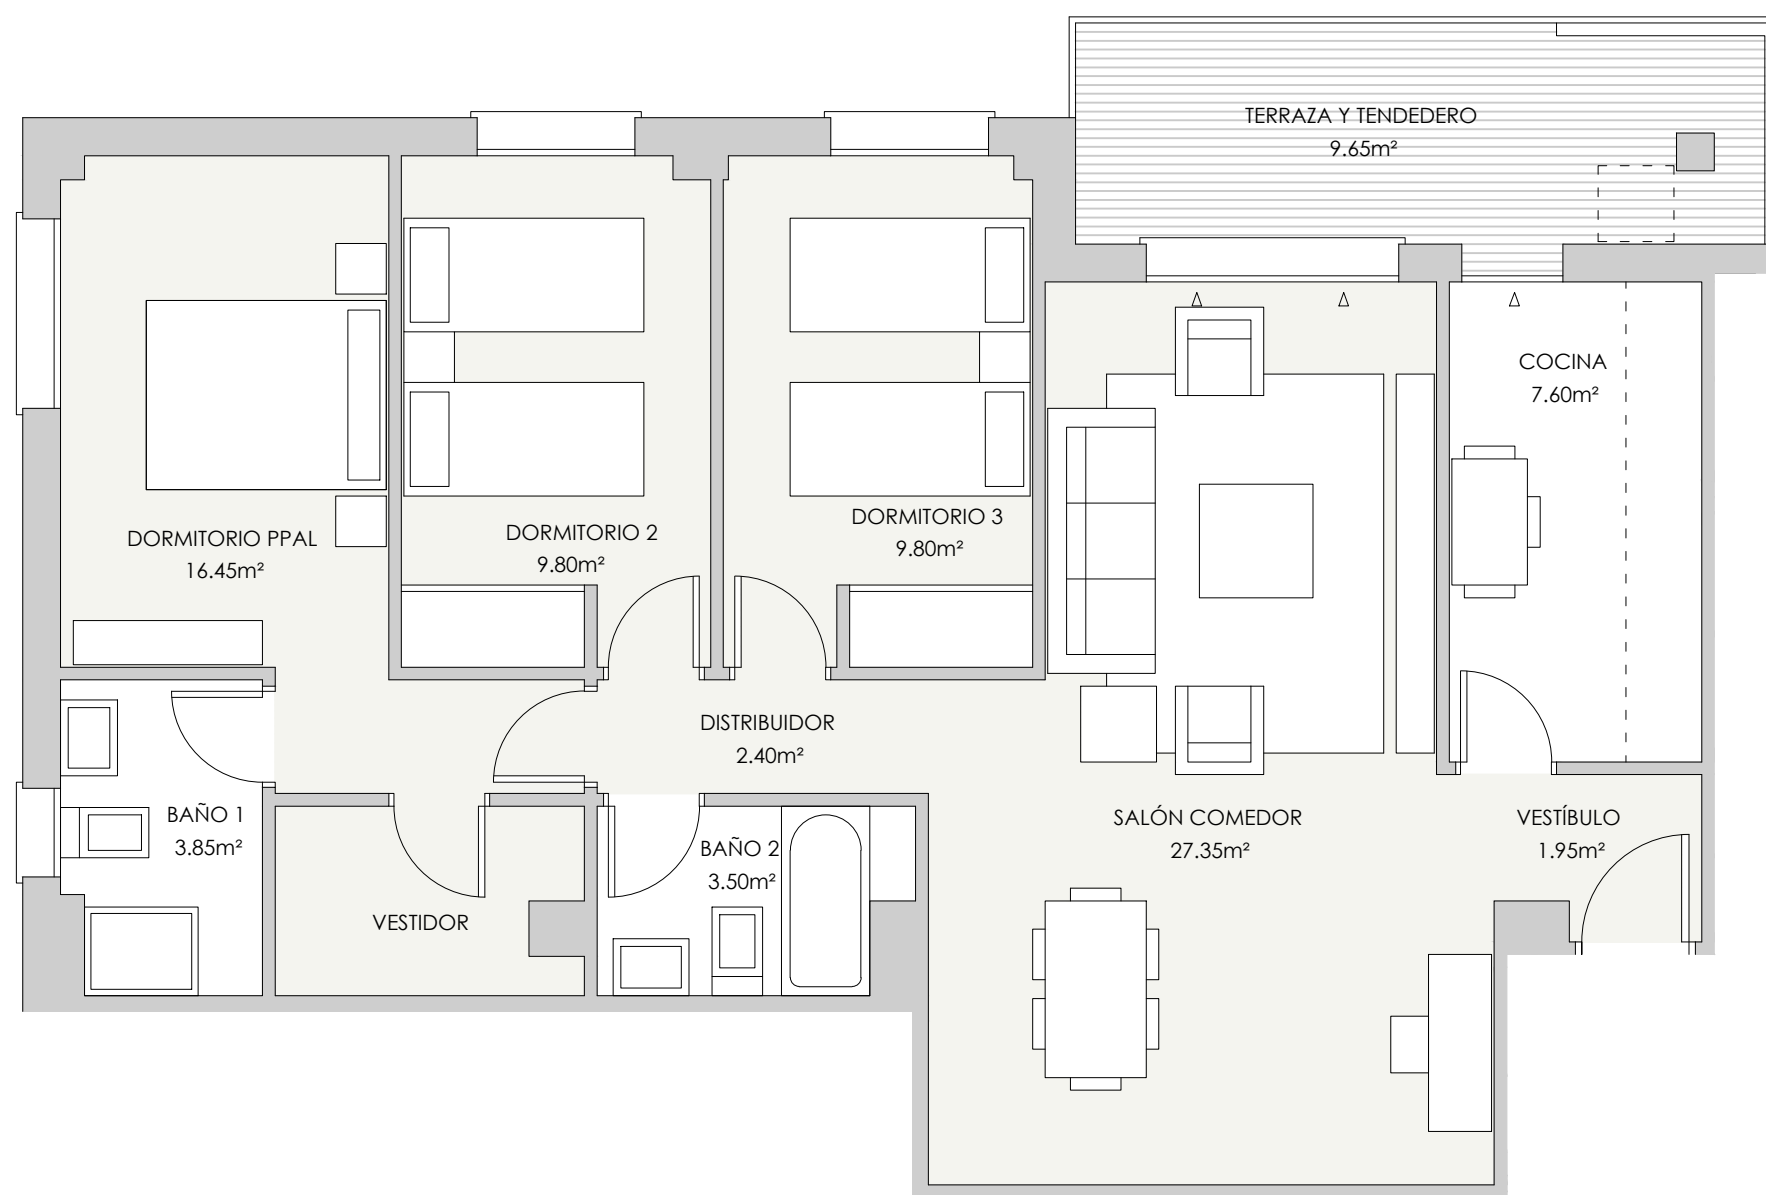 TERRAZA Y TENDEDERO
9.65m²
COCINA
7.60m²
DORMITORIO PPAL
16.45m²
DORMITORIO 2
9.80m²
DORMITORIO 3
9.80m²
DISTRIBUIDOR
2.40m²
BAÑO 1
3.85m²
VESTIDOR
BAÑO 2
3.50m²
SALÓN COMEDOR
27.35m²
VESTÍBULO
1.95m²